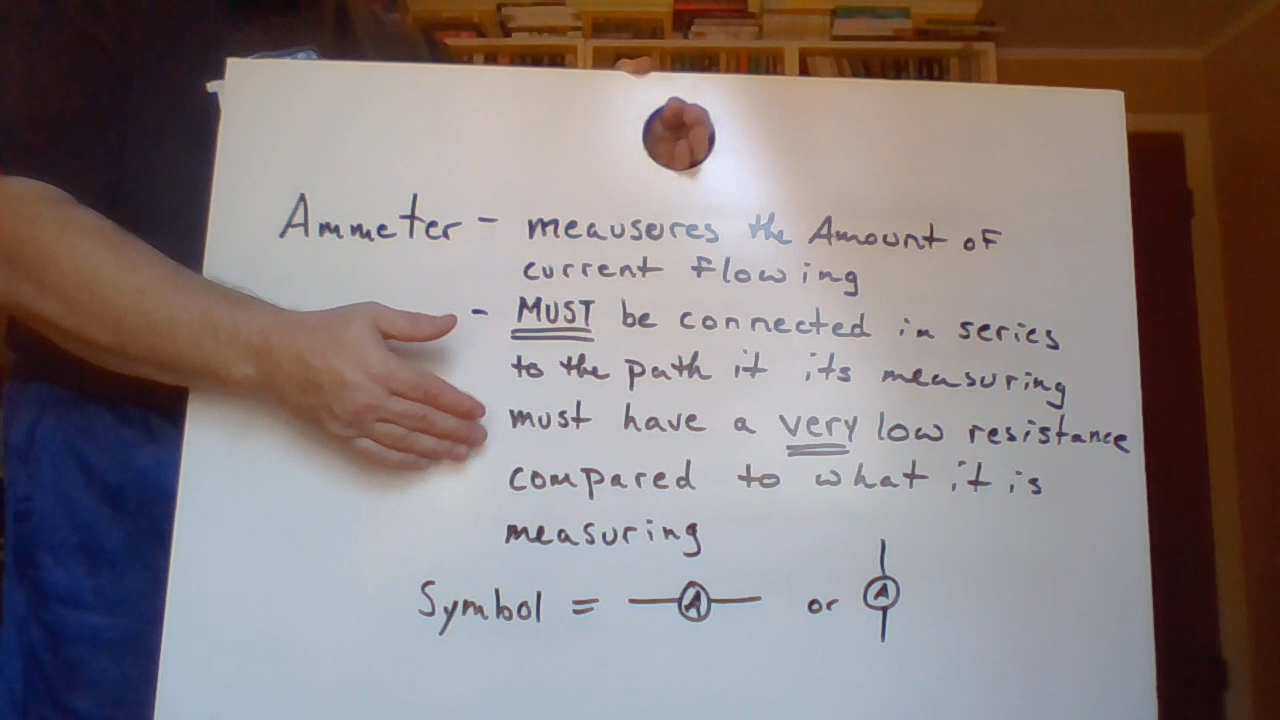 Ammeter - meausures the Amount of
current flowing
- MUST be connected in series
to the path it its measuring
must have a very low resistance
compared to what it is
measuring
Symbol = A or A